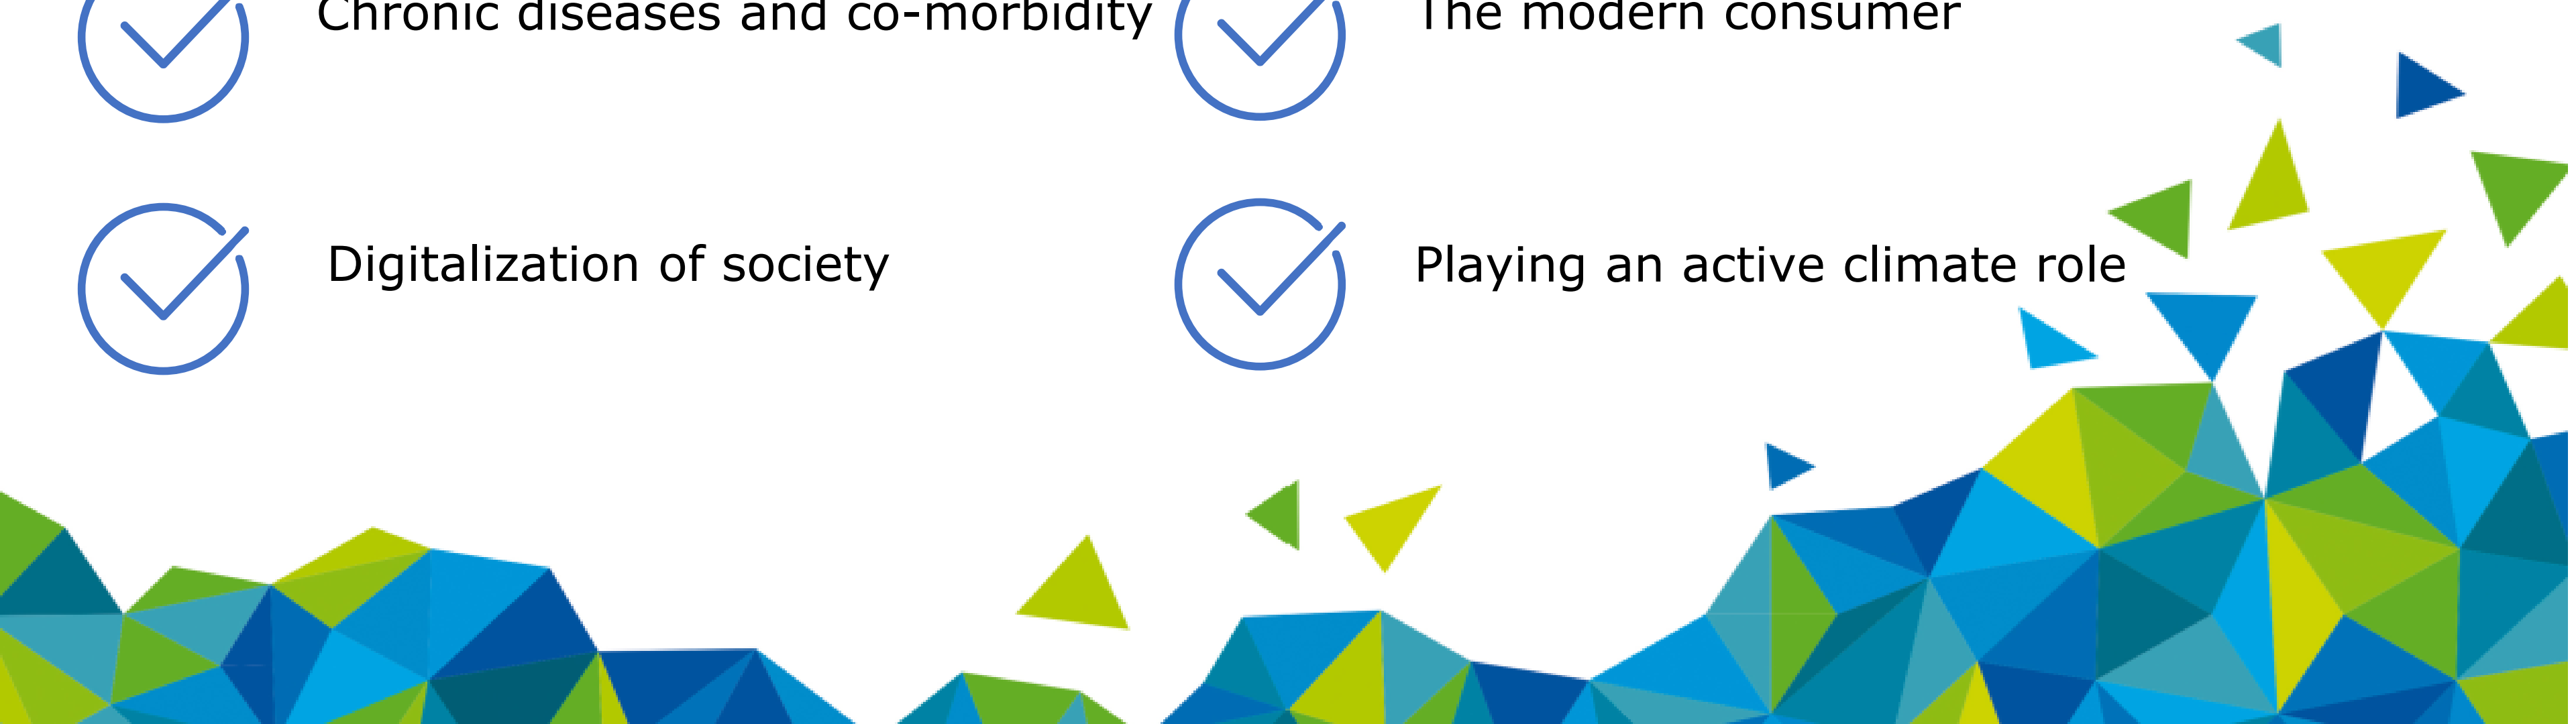 Chronic diseases and co-morbidity
The modern consumer
Digitalization of society
Playing an active climate role